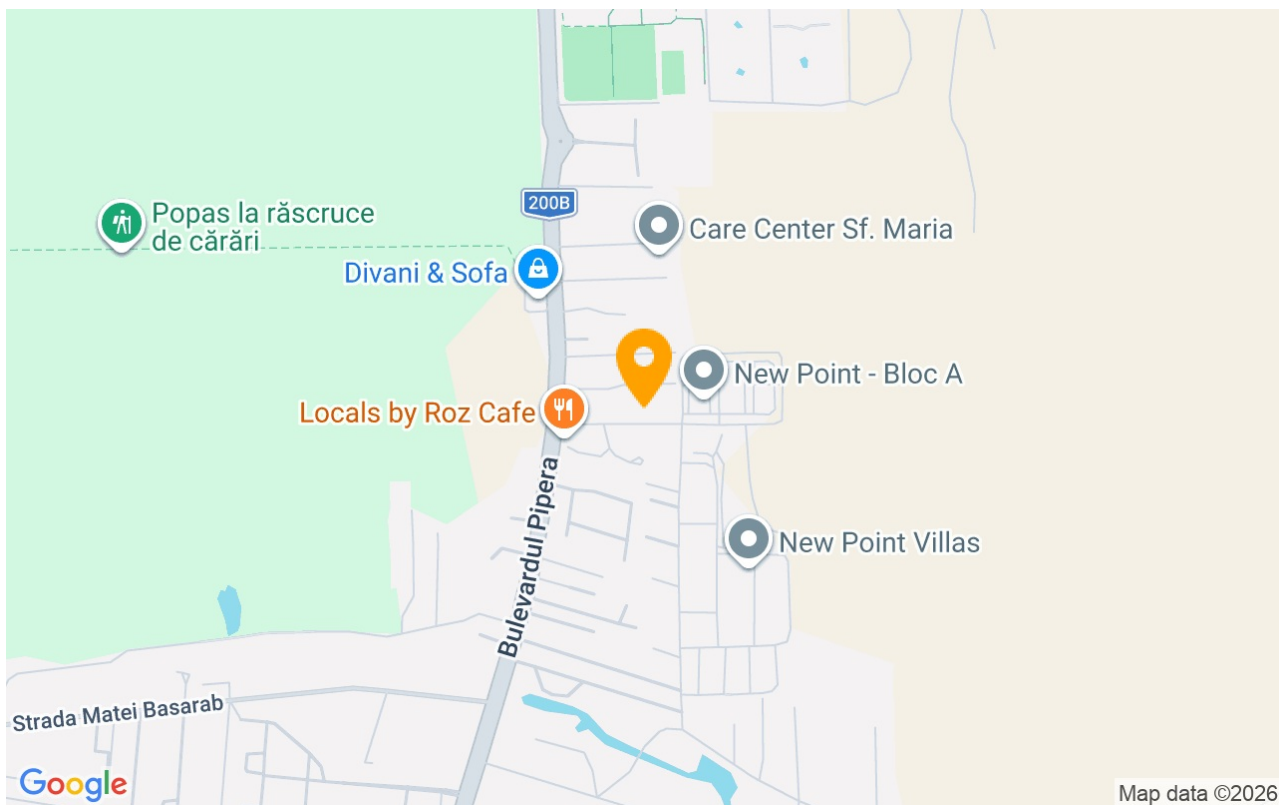 200B
Popas la răscruce
de cărări
Care Center Sf. Maria
Divani & Sofa
New Point - Bloc A
Locals by Roz Cafe
Bulevardul Pipera
New Point Villas
Strada Matei Basarab
Google
Map data ©2026